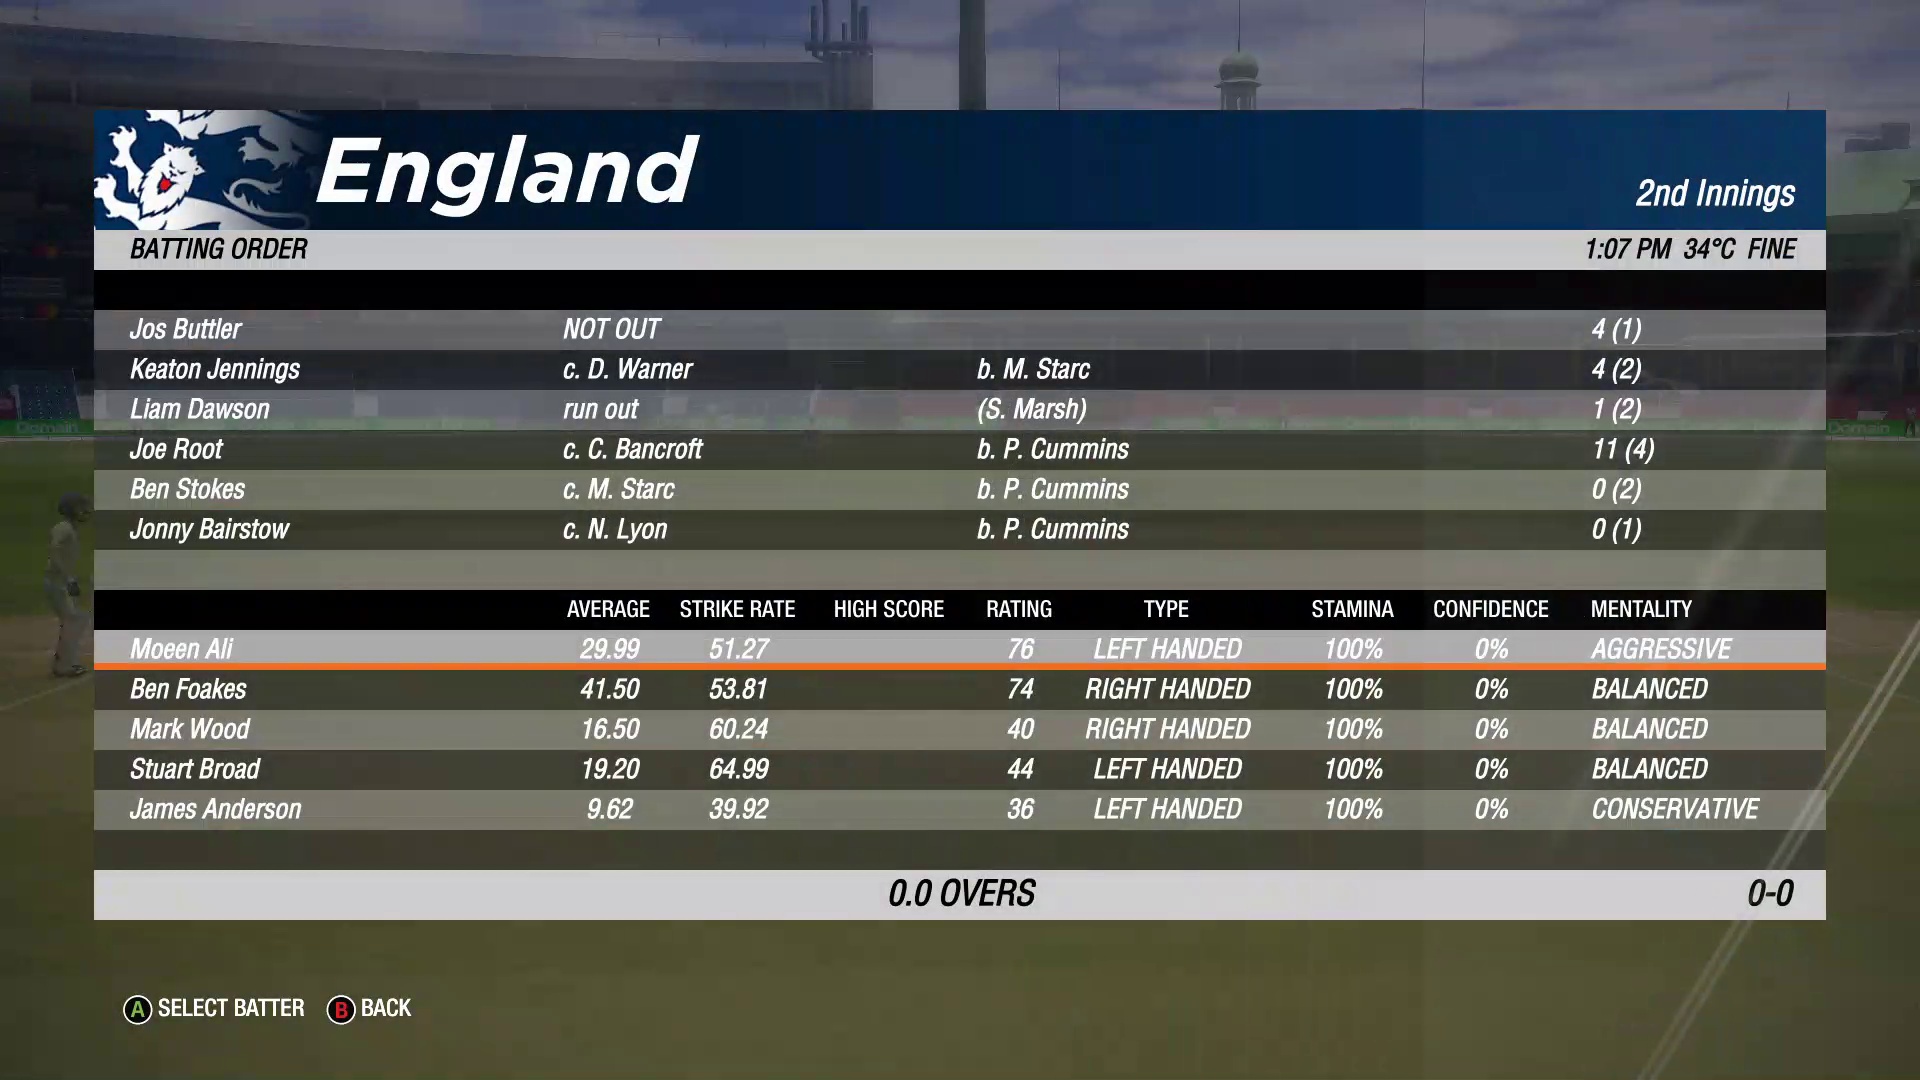 England
2nd Innings
BATTING ORDER 1:07 PM 34°C FINE
Jos Buttler NOT OUT 4 (1)
Keaton Jennings c. D. Warner b. M. Starc 4 (2)
Liam Dawson run out (S. Marsh) 1 (2)
Joe Root c. C. Bancroft b. P. Cummins 11 (4)
Ben Stokes c. M. Starc b. P. Cummins 0 (2)
Jonny Bairstow c. N. Lyon b. P. Cummins 0 (1)
AVERAGE STRIKE RATE HIGH SCORE RATING TYPE STAMINA CONFIDENCE MENTALITY
Moeen Ali 29.99 51.27 76 LEFT HANDED 100% 0% AGGRESSIVE
Ben Foakes 41.50 53.81 74 RIGHT HANDED 100% 0% BALANCED
Mark Wood 16.50 60.24 40 RIGHT HANDED 100% 0% BALANCED
Stuart Broad 19.20 64.99 44 LEFT HANDED 100% 0% BALANCED
James Anderson 9.62 39.92 36 LEFT HANDED 100% 0% CONSERVATIVE
0.0 OVERS 0-0
A SELECT BATTER B BACK
Domain
Domain